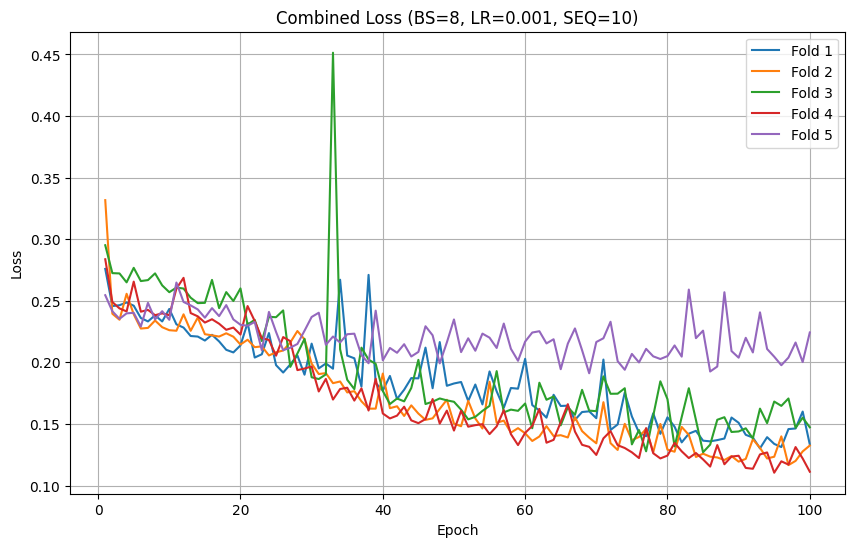 Combined Loss (BS=8, LR=0.001, SEQ=10)
0.45
0.40
0.35
0.30
0.25
0.20
0.15
0.10
Loss
Fold 1
Fold 2
Fold 3
Fold 4
Fold 5
0 20 40 60 80 100
Epoch